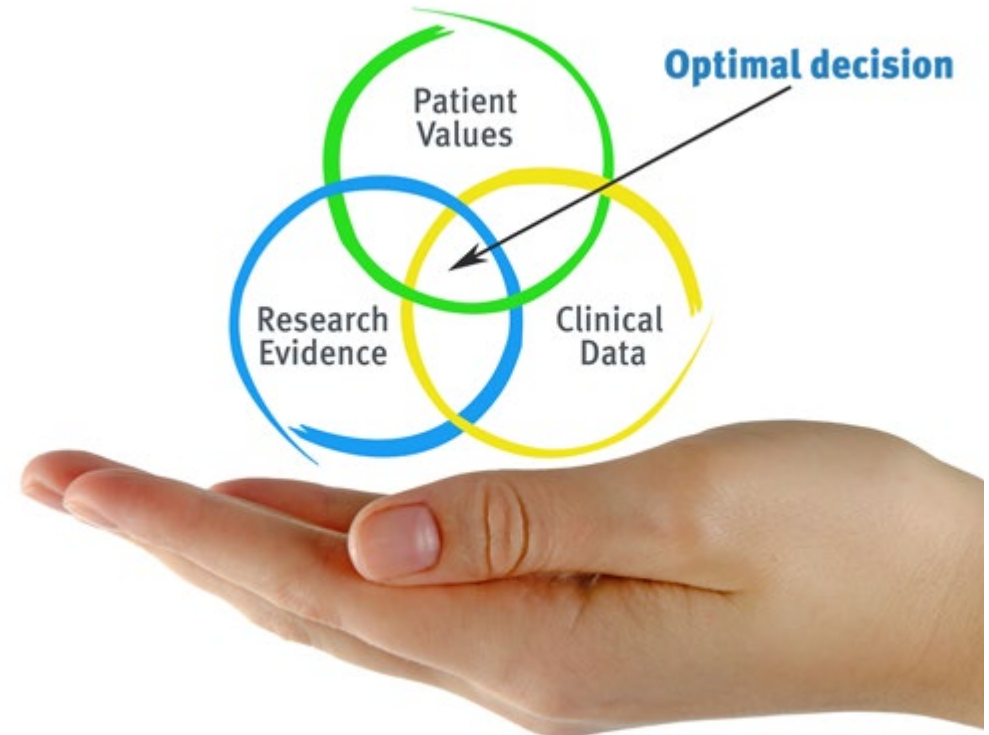 Optimal decision
Patient
Values
Research
Evidence
Clinical
Data